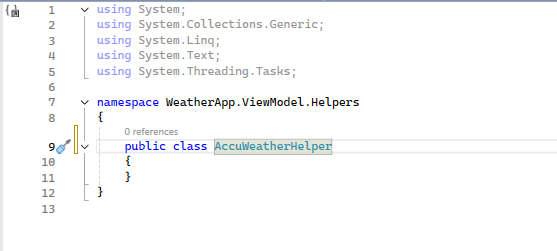 1 using System;
2 using System.Collections.Generic;
3 using System.Linq;
4 using System.Text;
5 using System.Threading.Tasks;
6
7 namespace WeatherApp.ViewModel.Helpers
8 {
0 references
9 public class AccuWeatherHelper
10 {
11 }
12 }
13